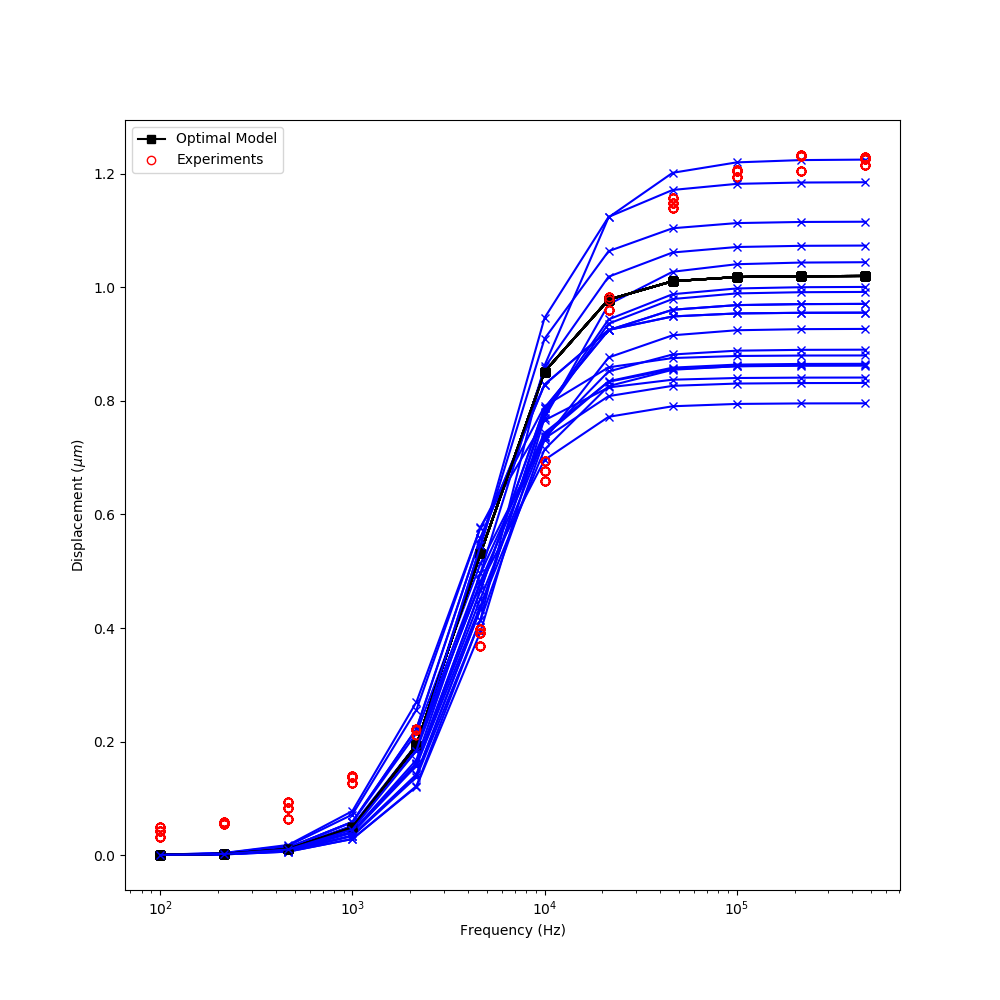 Optimal Model
Experiments
1.2
1.0
0.8
0.6
0.4
0.2
0.0
Displacement (μm)
10² 10³ 10⁴ 10⁵
Frequency (Hz)